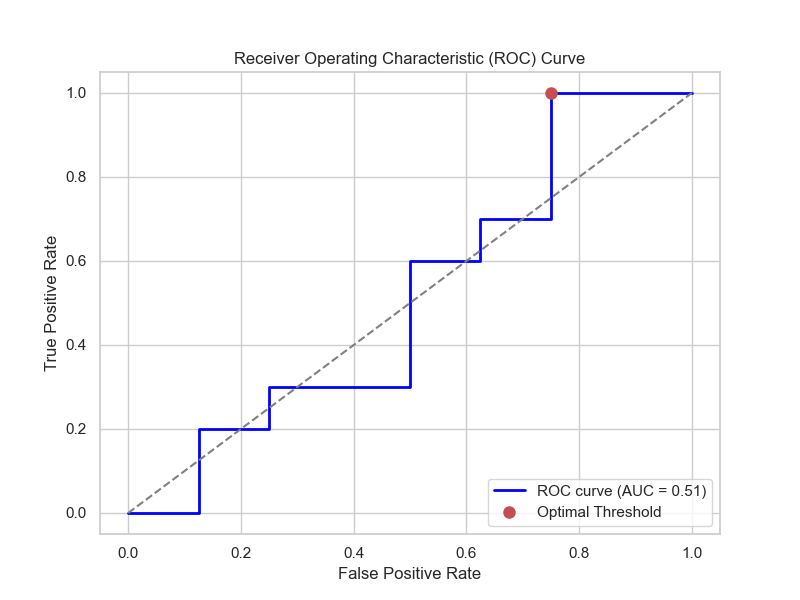 Receiver Operating Characteristic (ROC) Curve
True Positive Rate
1.0
0.8
0.6
0.4
0.2
0.0
ROC curve (AUC = 0.51)
Optimal Threshold
0.0 0.2 0.4 0.6 0.8 1.0
False Positive Rate